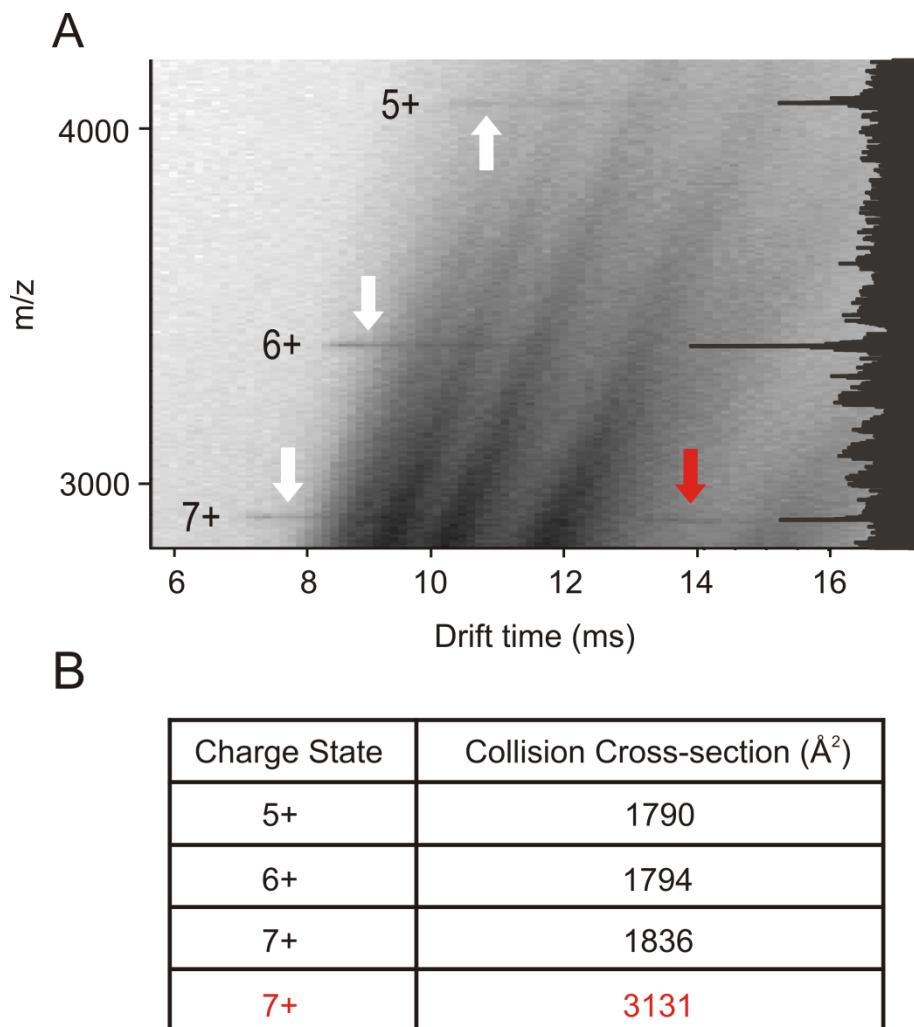 A
5+
4000
m/z
6+
3000
7+
6 8 10 12 14 16
Drift time (ms)
B
Charge State Collision Cross-section (Å²)
5+ 1790
6+ 1794
7+ 1836
7+ 3131